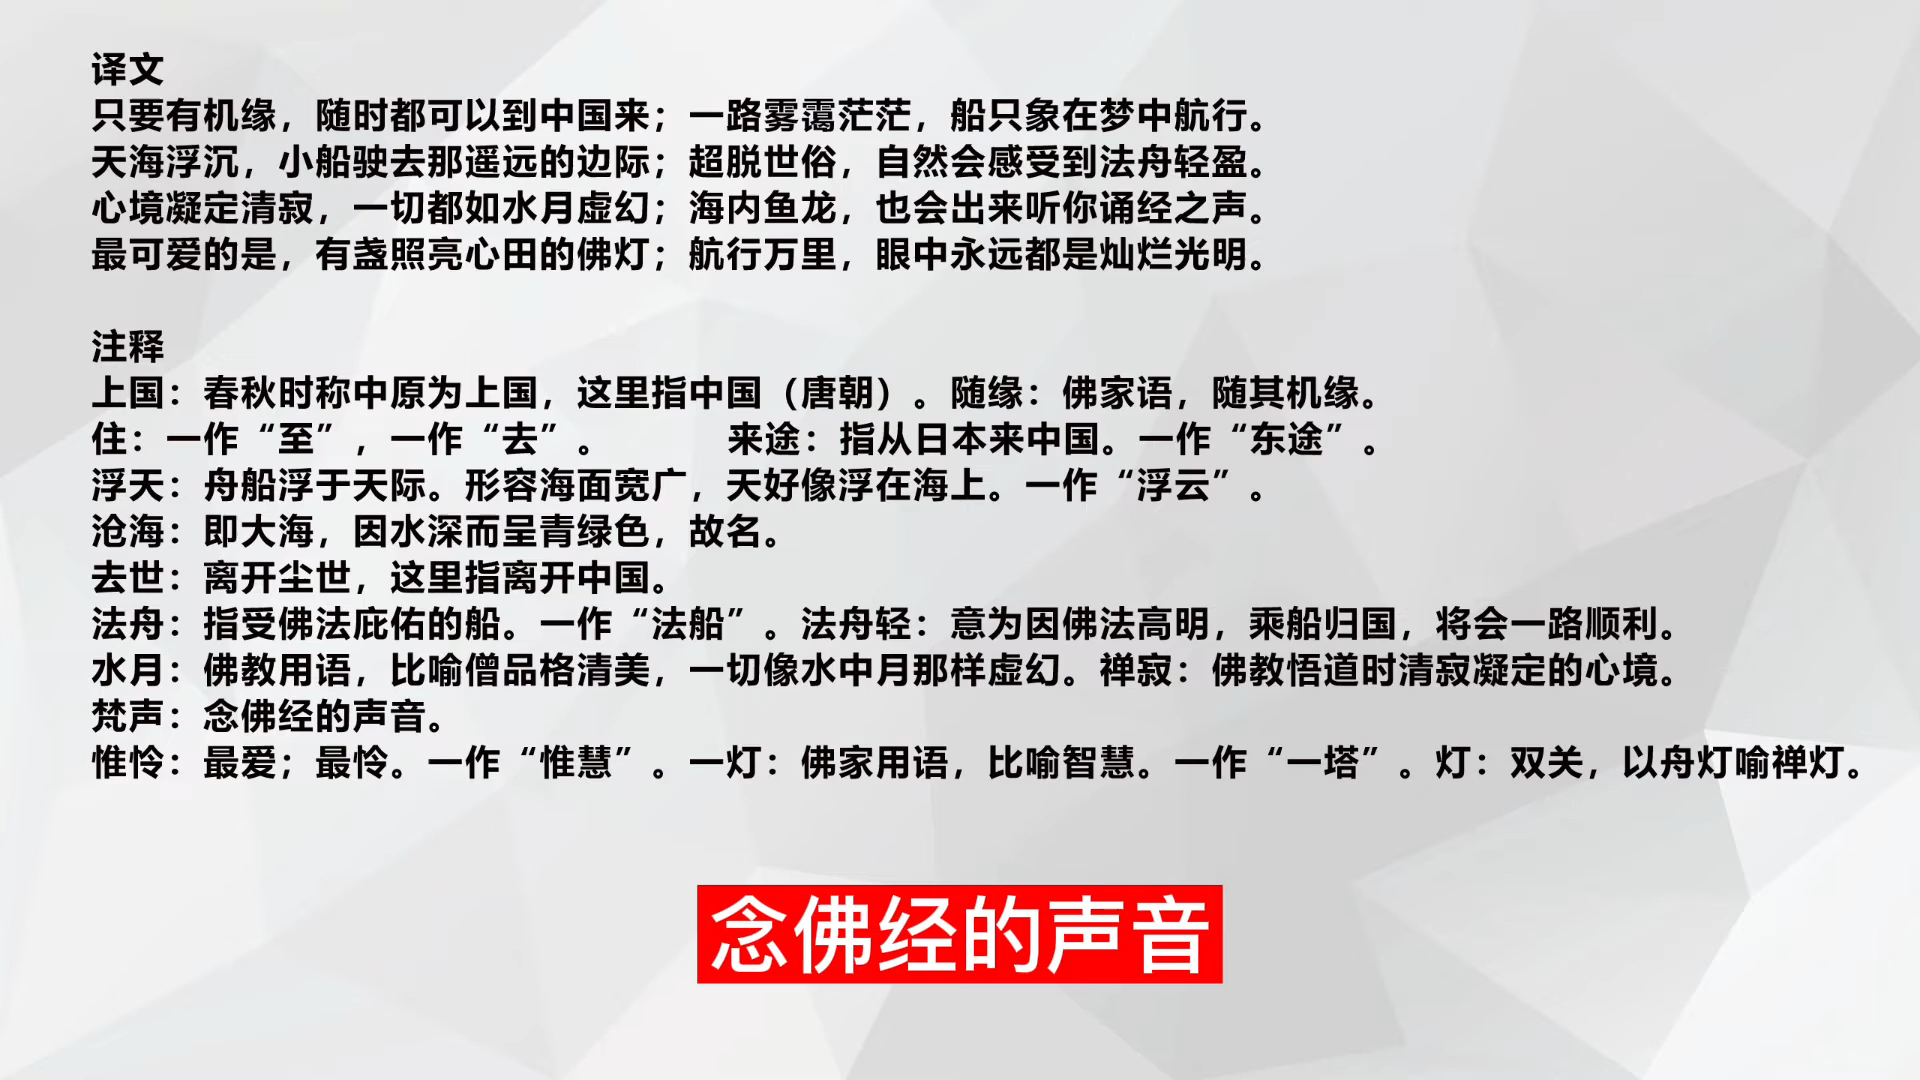 译文
只要有机缘，随时都可以到中国来；一路雾霭茫茫，船只象在梦中航行。
天海浮沉，小船驶去那遥远的边际；超脱世俗，自然会感受到法舟轻盈。
心境凝定清寂，一切都如水月虚幻；海内鱼龙，也会出来听你诵经之声。
最可爱的是，有盏照亮心田的佛灯；航行万里，眼中永远都是灿烂光明。
注释
上国：春秋时称中原为上国，这里指中国（唐朝）。随缘：佛家语，随其机缘。
住：一作“至”，一作“去”。 来途：指从日本来中国。一作“东途”。
浮天：舟船浮于天际。形容海面宽广，天好像浮在海上。一作“浮云”。
沧海：即大海，因水深而呈青绿色，故名。
去世：离开尘世，这里指离开中国。
法舟：指受佛法庇佑的船。一作“法船”。法舟轻：意为因佛法高明，乘船归国，将会一路顺利。
水月：佛教用语，比喻僧品格清美，一切像水中月那样虚幻。禅寂：佛教悟道时清寂凝定的心境。
梵声：念佛经的声音。
惟怜：最爱；最怜。一作“惟慧”。一灯：佛家用语，比喻智慧。一作“一塔”。灯：双关，以舟灯喻禅灯。
念佛经的声音